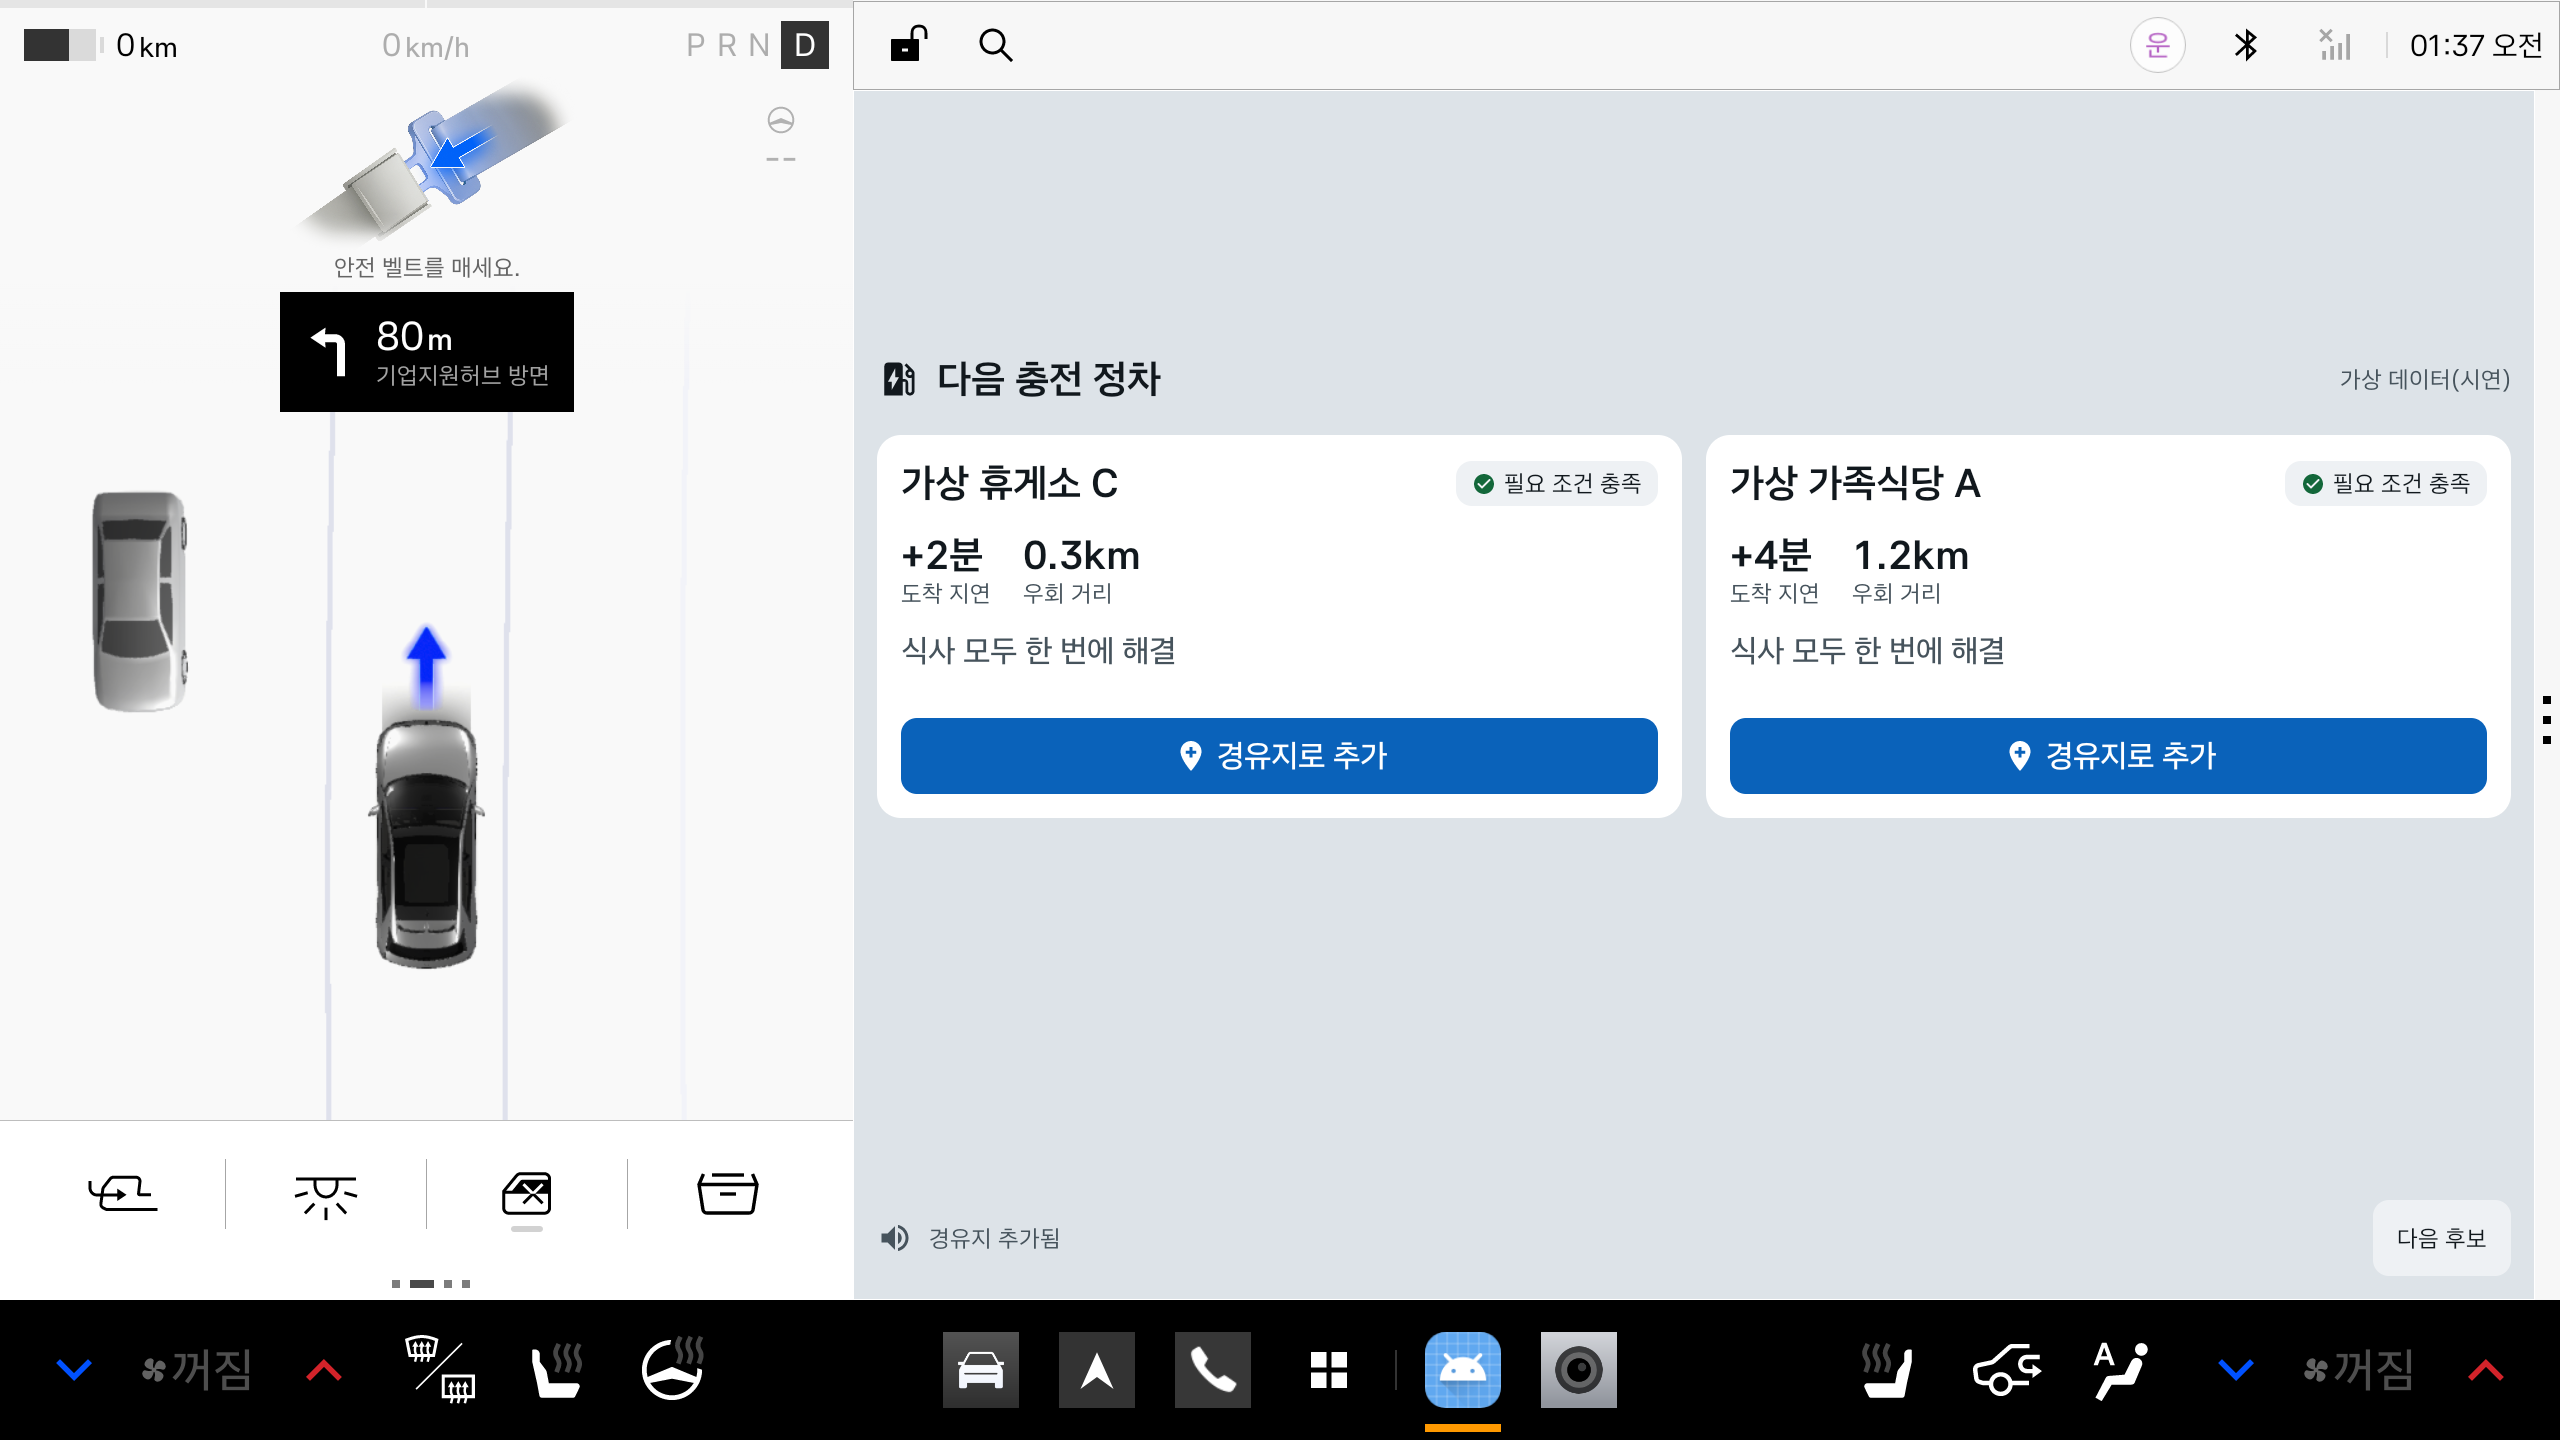 0 km
0 km/h
P R N D
안전 벨트를 매세요.
80 m
기업지원허브 방면
운
01:37 오전
다음 충전 정차
가상 데이터(시연)
가상 휴게소 C
필요 조건 충족
+2분 0.3km
도착 지연 우회 거리
식사 모두 한 번에 해결
경유지로 추가
가상 가족식당 A
필요 조건 충족
+4분 1.2km
도착 지연 우회 거리
식사 모두 한 번에 해결
경유지로 추가
경유지 추가됨
다음 후보
꺼짐
A
꺼짐